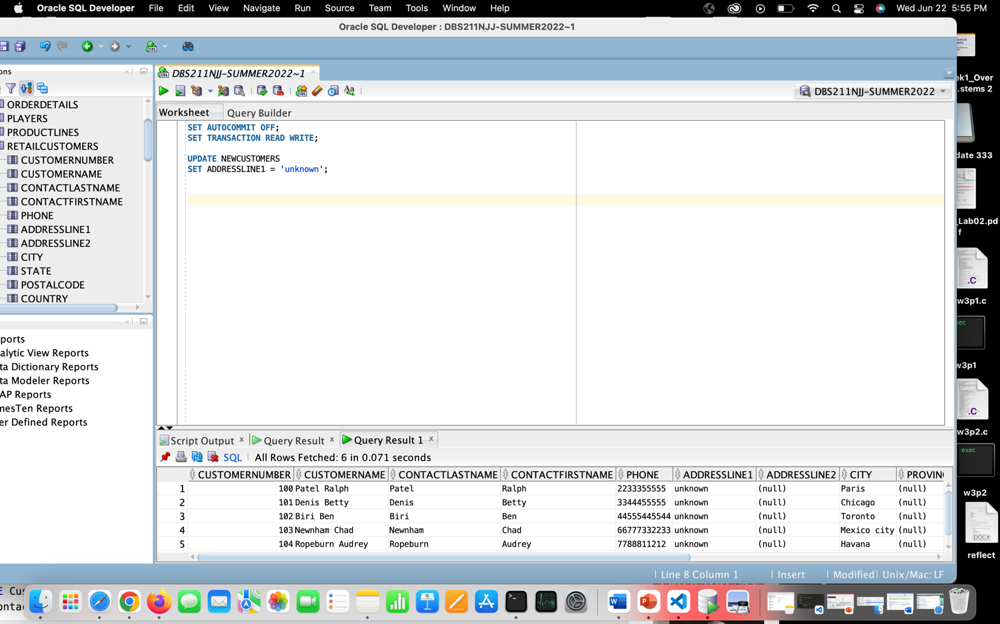 Oracle SQL Developer File Edit View Navigate Run Source Team Tools Window Help Wed Jun 22 5:55 PM
Oracle SQL Developer : DBS211NJJ-SUMMER2022~1
ons
ORDERDETAILS
PLAYERS
PRODUCTLINES
RETAILCUSTOMERS
CUSTOMERNUMBER
CUSTOMERNAME
CONTACTLASTNAME
CONTACTFIRSTNAME
PHONE
ADDRESSLINE1
ADDRESSLINE2
CITY
STATE
POSTALCODE
COUNTRY
ports
alytic View Reports
ta Dictionary Reports
ta Modeler Reports
AP Reports
mesTen Reports
er Defined Reports
DBS211NJJ-SUMMER2022~1
DBS211NJJ-SUMMER2022
Worksheet Query Builder
SET AUTOCOMMIT OFF;
SET TRANSACTION READ WRITE;
UPDATE NEWCUSTOMERS
SET ADDRESSLINE1 = 'unknown';
Script Output Query Result Query Result 1
SQL All Rows Fetched: 6 in 0.071 seconds
CUSTOMERNUMBER CUSTOMERNAME CONTACTLASTNAME CONTACTFIRSTNAME PHONE ADDRESSLINE1 ADDRESSLINE2 CITY PROVIN
1 100 Patel Ralph Patel Ralph 2233355555 unknown (null) Paris (null)
2 101 Denis Betty Denis Betty 3344455555 unknown (null) Chicago (null)
3 102 Biri Ben Biri Ben 44555445544 unknown (null) Toronto (null)
4 103 Newnham Chad Newnham Chad 66777332233 unknown (null) Mexico city (null)
5 104 Ropeburn Audrey Ropeburn Audrey 7788811212 unknown (null) Havana (null)
Line 8 Column 1 Insert Modified Unix/Mac: LF
ek1_Over
.stems 2
date 333
_Lab02.pd
f
.C
w3p1.c
xec
w3p1
.C
w3p2.c
exec
w3p2
DOCX
reflect
E Cus
onta